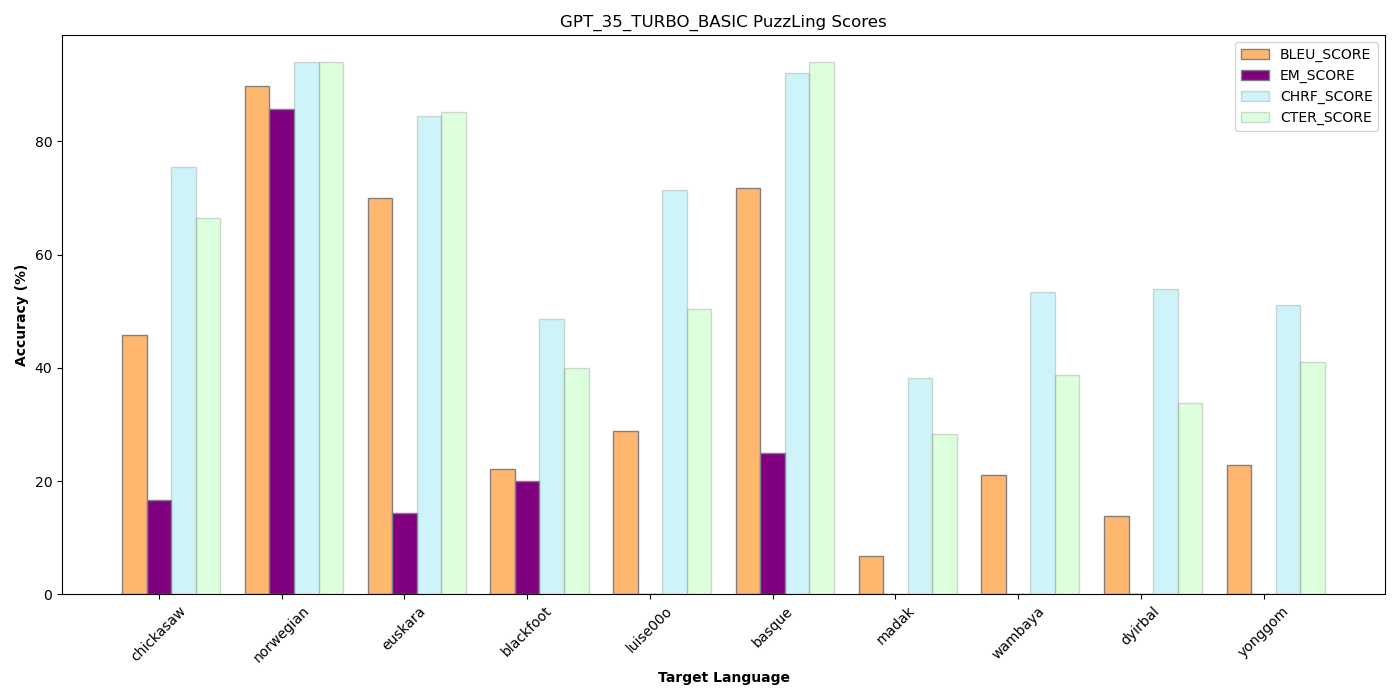 GPT_35_TURBO_BASIC PuzzLing Scores
BLEU_SCORE
EM_SCORE
CHRF_SCORE
CTER_SCORE
Accuracy (%)
80
60
40
20
0
chickasaw
norwegian
euskara
blackfoot
luise00o
basque
madak
wambaya
dyirbal
yonggom
Target Language